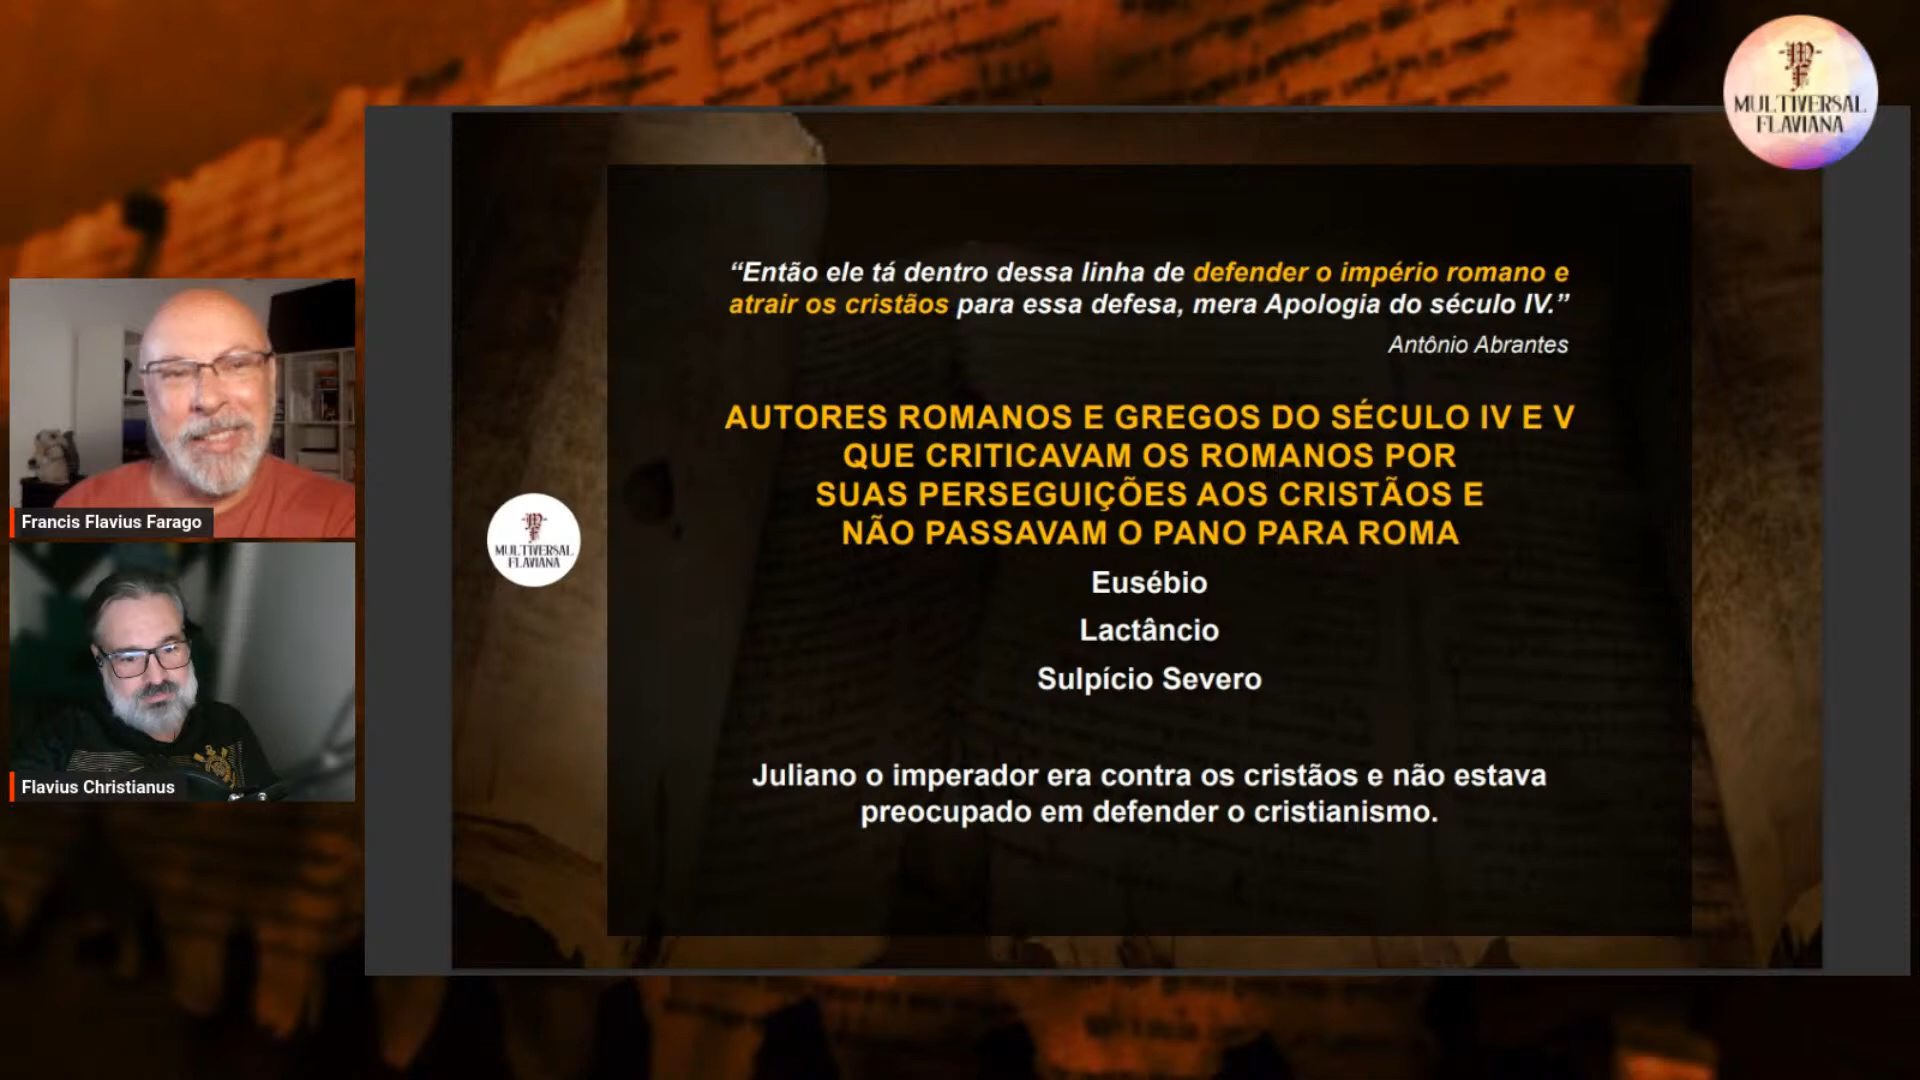 MF
MULTIVERSAL
FLAVIANA
“Então ele tá dentro dessa linha de defender o império romano e
atrair os cristãos para essa defesa, mera Apologia do século IV.”
Antônio Abrantes
AUTORES ROMANOS E GREGOS DO SÉCULO IV E V
QUE CRITICAVAM OS ROMANOS POR
SUAS PERSEGUIÇÕES AOS CRISTÃOS E
NÃO PASSAVAM O PANO PARA ROMA
Eusébio
Lactâncio
Sulpício Severo
Juliano o imperador era contra os cristãos e não estava
preocupado em defender o cristianismo.
MF
MULTIVERSAL
FLAVIANA
Francis Flavius Farago
Flavius Christianus